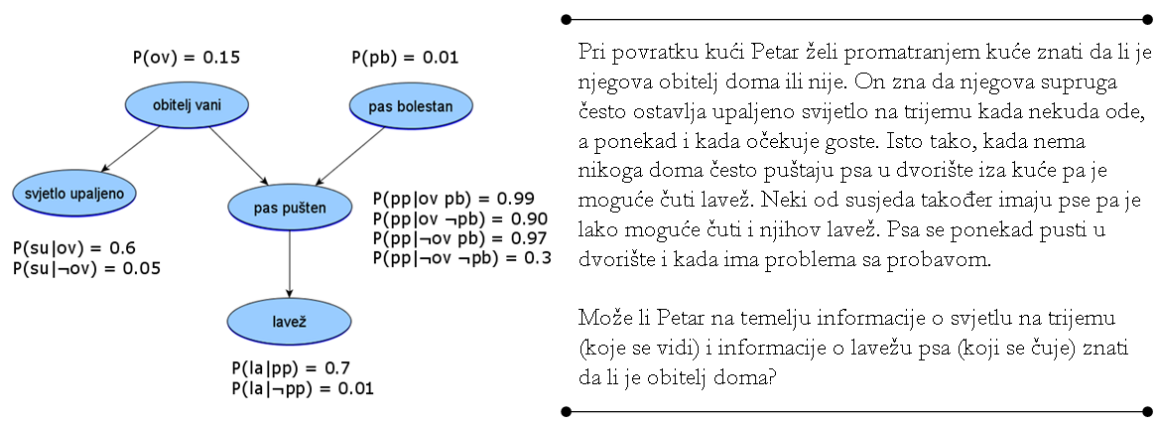 P(ov) = 0.15
P(pb) = 0.01
obitelj vani
pas bolestan
svjetlo upaljeno
pas pušten
P(su|ov) = 0.6
P(su|¬ov) = 0.05
P(pp|ov pb) = 0.99
P(pp|ov ¬pb) = 0.90
P(pp|¬ov pb) = 0.97
P(pp|¬ov ¬pb) = 0.3
lavež
P(la|pp) = 0.7
P(la|¬pp) = 0.01
Pri povratku kući Petar želi promatranjem kuće znati da li je
njegova obitelj doma ili nije. On zna da njegova supruga
često ostavlja upaljeno svijetlo na trijemu kada nekuda ode,
a ponekad i kada očekuje goste. Isto tako, kada nema
nikoga doma često puštaju psa u dvorište iza kuće pa je
moguće čuti lavež. Neki od susjeda također imaju pse pa je
lako moguće čuti i njihov lavež. Psa se ponekad pusti u
dvorište i kada ima problema sa probavom.
Može li Petar na temelju informacije o svjetlu na trijemu
(koje se vidi) i informacije o lavežu psa (koji se čuje) znati
da li je obitelj doma?